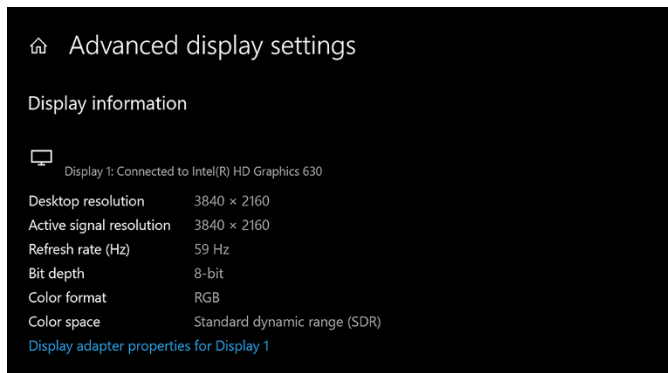 Advanced display settings
Display information
Display 1: Connected to Intel(R) HD Graphics 630
Desktop resolution 3840 × 2160
Active signal resolution 3840 × 2160
Refresh rate (Hz) 59 Hz
Bit depth 8-bit
Color format RGB
Color space Standard dynamic range (SDR)
Display adapter properties for Display 1